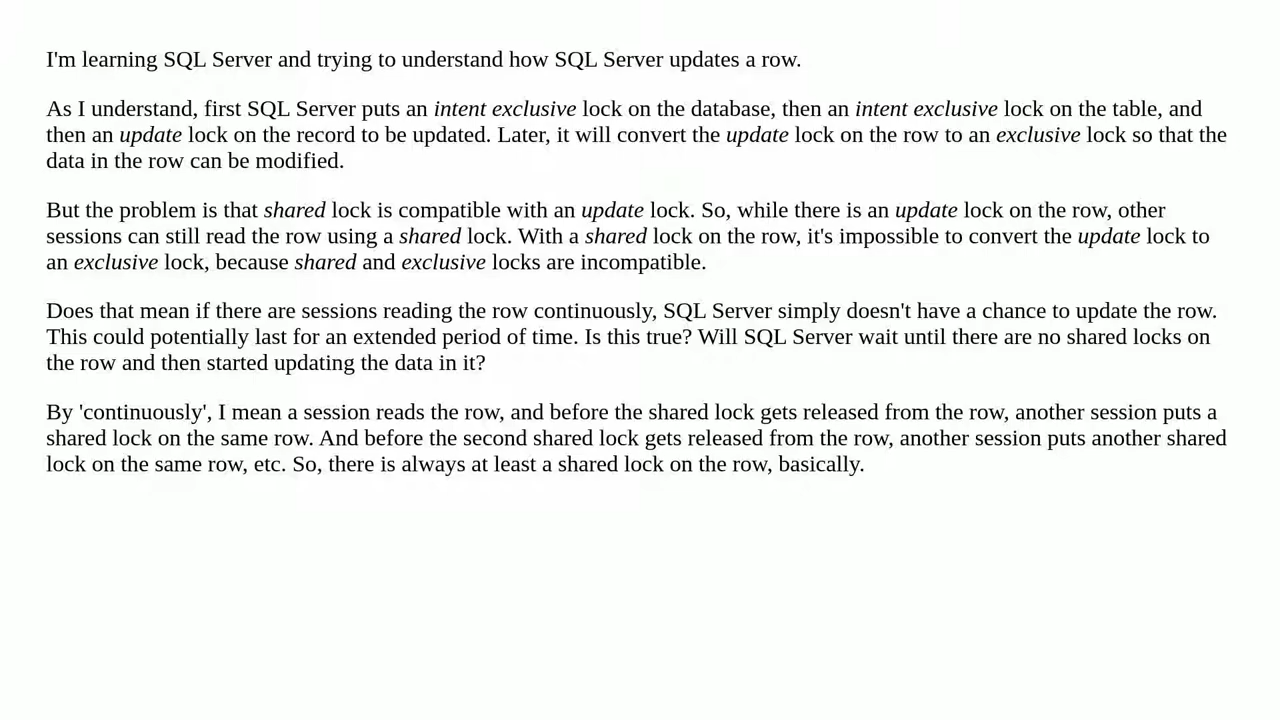 I'm learning SQL Server and trying to understand how SQL Server updates a row.
As I understand, first SQL Server puts an intent exclusive lock on the database, then an intent exclusive lock on the table, and
then an update lock on the record to be updated. Later, it will convert the update lock on the row to an exclusive lock so that the
data in the row can be modified.
But the problem is that shared lock is compatible with an update lock. So, while there is an update lock on the row, other
sessions can still read the row using a shared lock. With a shared lock on the row, it's impossible to convert the update lock to
an exclusive lock, because shared and exclusive locks are incompatible.
Does that mean if there are sessions reading the row continuously, SQL Server simply doesn't have a chance to update the row.
This could potentially last for an extended period of time. Is this true? Will SQL Server wait until there are no shared locks on
the row and then started updating the data in it?
By 'continuously', I mean a session reads the row, and before the shared lock gets released from the row, another session puts a
shared lock on the same row. And before the second shared lock gets released from the row, another session puts another shared
lock on the same row, etc. So, there is always at least a shared lock on the row, basically.